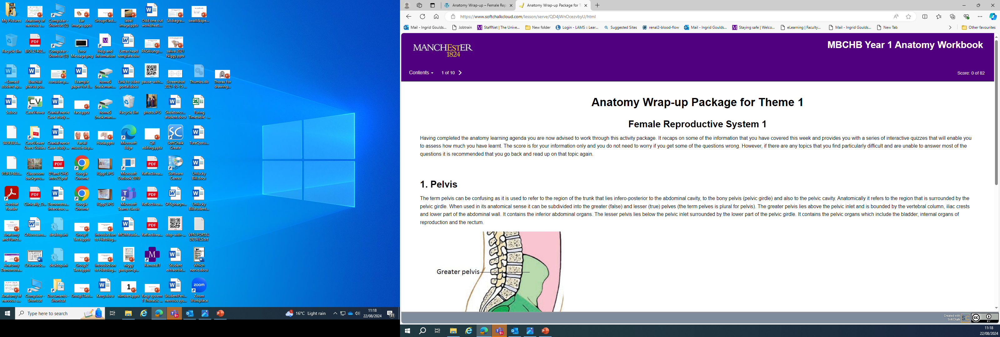 My Pictures
Anatomy of nervous s...
Computer - Shortcut (2)
Ear images.pptx
Group4Tast...
label image.pptx
Odd one out worksheet....
SAdiagra...
swalll&spe...
Recycle Bin
BIOL21402...
Computer - Shortcut (3)
Error Message.png
Help and Information
Letter head template.doc
PASAlungs...
saliva 2021 Niggy.pptx
~$omed student ap...
Brachial plexus pu...
consider.p...
Example paper for B...
home$ (nask.man....
Link to video portal.docx
pause-with...
Screenshot 2021-10-15 ...
Thumbs.db
Thorax for drawing...
5.docx
CaseViewer
Cranial nerve Case study ...
face.pptx
home$ (nask.man....
Recycle Bin
photo.JPG
Skeletoncr... student.docx
Turing Timetable -...
9A9EBEA...
CaseViewer Users Guides
Cranial nerve Case study ...
Facial musclesb.p...
Huda.pptx
Microsoft Edge
QR editing.pptx
SoftChalk Create
TuteQsstu...
918FEF68.t...
Classroom backgrou...
D1and OHS intro22.pdf
Google Chrome
IGpp1.JPG
Microsoft Outlook 2010
Reflectivea...
Software Center
Unlucky Bill.docx
Acrobat Reader
Clinically_O...
Demonstra... Interviews ...
Google Chrome
IGpp2.JPG
Microsoft Teams classic
Reflectivea...
SP&pharyn...
Unlucky Billstudent...
Anatomy and funct...
CNcrosswo...
desktop.ini
Group1 Taste.pptx
Introduction to Histolog...
MOMstude...
Reflectivea...
stop-with-...
VPN PORTAL DETAILS.txt
Anatomy Demonstra...
CNxwordc...
desktop.ini
Group2 Taste.pptx
Introduction to Histolog...
niggy passport.p...
RemoteIT
Student extraorbit...
Which nerve.docx
Anatomy of nervous s...
Computer - Shortcut
Documents - Shortcut
Group3Tast...
Kerry.docx
nimbers.pptx
Resp system 1 Thoracic ...
StudentPeri... nervous sys...
Zoom Workplace
Type here to search
16°C Light rain
11:18
22/08/2024
31
Anatomy Wrap-up – Female Rep
Anatomy Wrap-up Package for T
https://www.softchalkcloud.com/lesson/serve/QD4jWnOcezvbyU/html
Mail - Ingrid Goulds...
Jobtrain
StaffNet | The Unive...
New folder
Login - LAMS :: Lear...
Suggested Sites
renal2-blood-flow
Mail - Ingrid Goulds...
Staying safe | Welco...
eLearning | Faculty...
Mail - Ingrid Goulds...
New Tab
Other favourites
MANCHESTER
1824
MBCHB Year 1 Anatomy Workbook
Contents
1 of 10
Score: 0 of 82
Anatomy Wrap-up Package for Theme 1
Female Reproductive System 1
Having completed the anatomy learning agenda you are now advised to work through this activity package. It recaps on some of the information that you have covered this week and provides you with a series of interactive quizzes that will enable you
to assess how much you have learnt. The score is for your information only and you do not need to worry if you get some of the questions wrong. However, if there are any topics that you find particularly difficult and are unable to answer most of the
questions it is recommended that you go back and read up on that topic again.
1. Pelvis
The term pelvis can be confusing as it is used to refer to the region of the trunk that lies infero-posterior to the abdominal cavity, to the bony pelvis (pelvic girdle) and also to the pelvic cavity. Anatomically it refers to the region that is surrounded by the
pelvic girdle. When used in its anatomical sense it can be subdivided into the greater (false) and lesser (true) pelves (the term pelves is plural for pelvis). The greater pelvis lies above the pelvic inlet and is bounded by the vertebral column, iliac crests
and lower part of the abdominal wall. It contains the inferior abdominal organs. The lesser pelvis lies below the pelvic inlet surrounded by the lower part of the pelvic girdle. It contains the pelvic organs which include the bladder, internal organs of
reproduction and the rectum.
Greater pelvis
Created with
SoftChalk
SC
cc
BY
11:18
22/08/2024